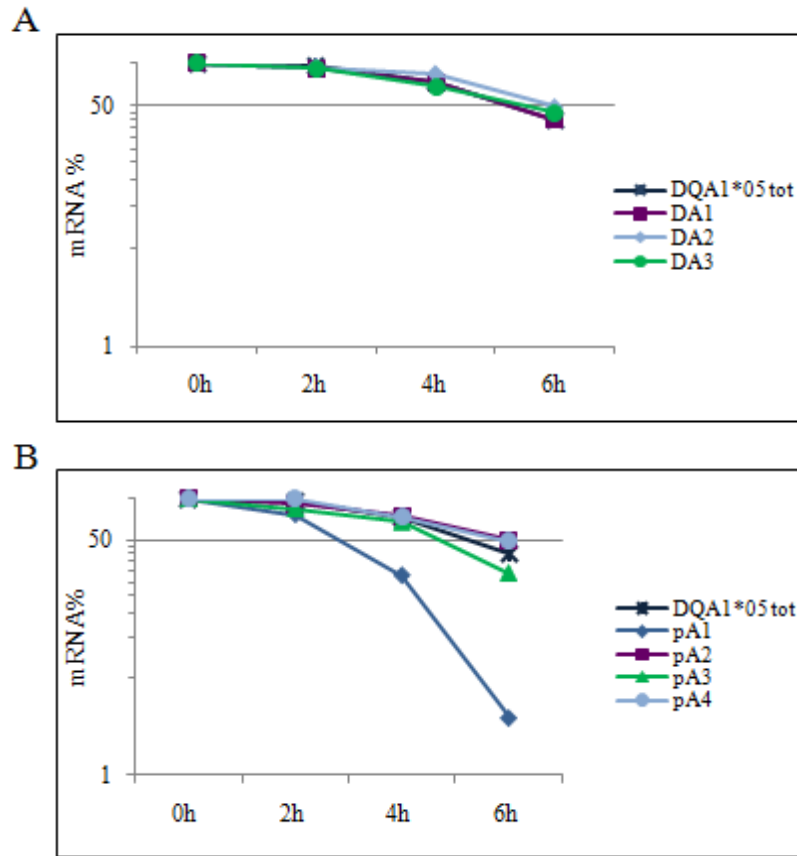 A
50
1
mRNA %
0h 2h 4h 6h
DQA1*05 tot
DA1
DA2
DA3
B
50
1
mRNA%
0h 2h 4h 6h
DQA1*05 tot
pA1
pA2
pA3
pA4